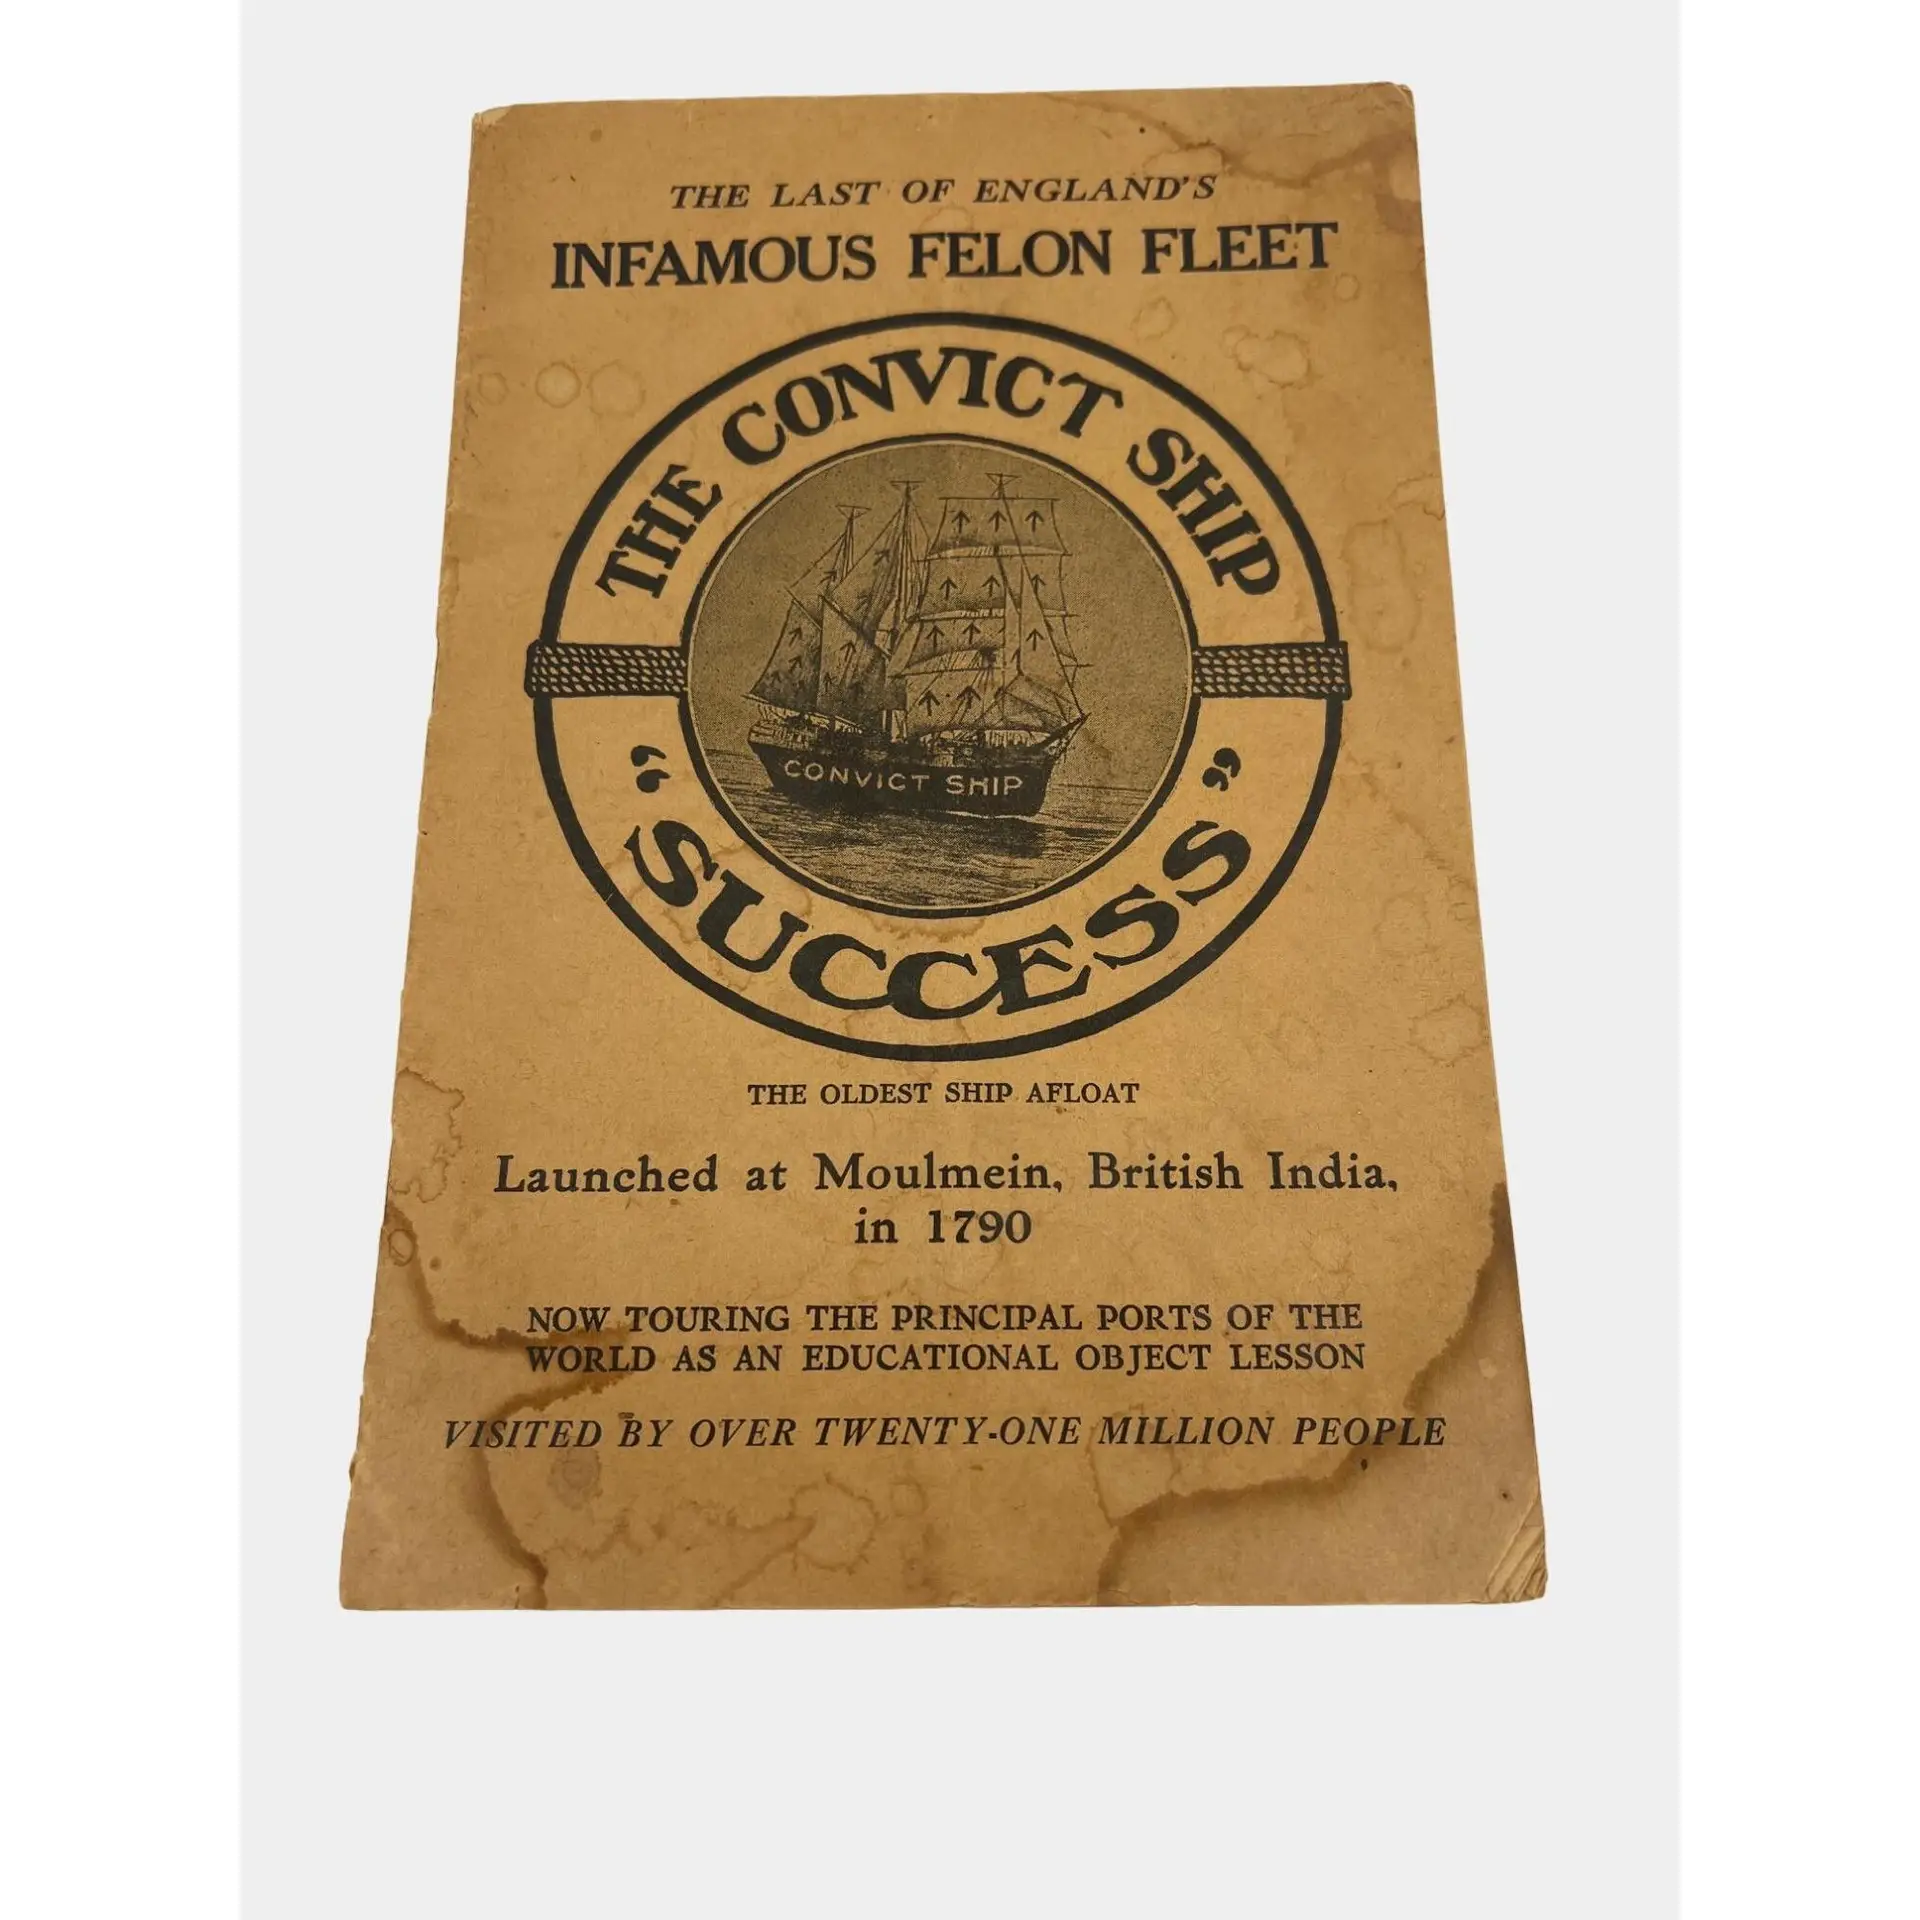 THE LAST OF ENGLAND'S
INFAMOUS FELON FLEET
THE CONVICT SHIP
CONVICT SHIP
“SUCCESS”
THE OLDEST SHIP AFLOAT
Launched at Moulmein, British India,
in 1790
NOW TOURING THE PRINCIPAL PORTS OF THE
WORLD AS AN EDUCATIONAL OBJECT LESSON
VISITED BY OVER TWENTY-ONE MILLION PEOPLE